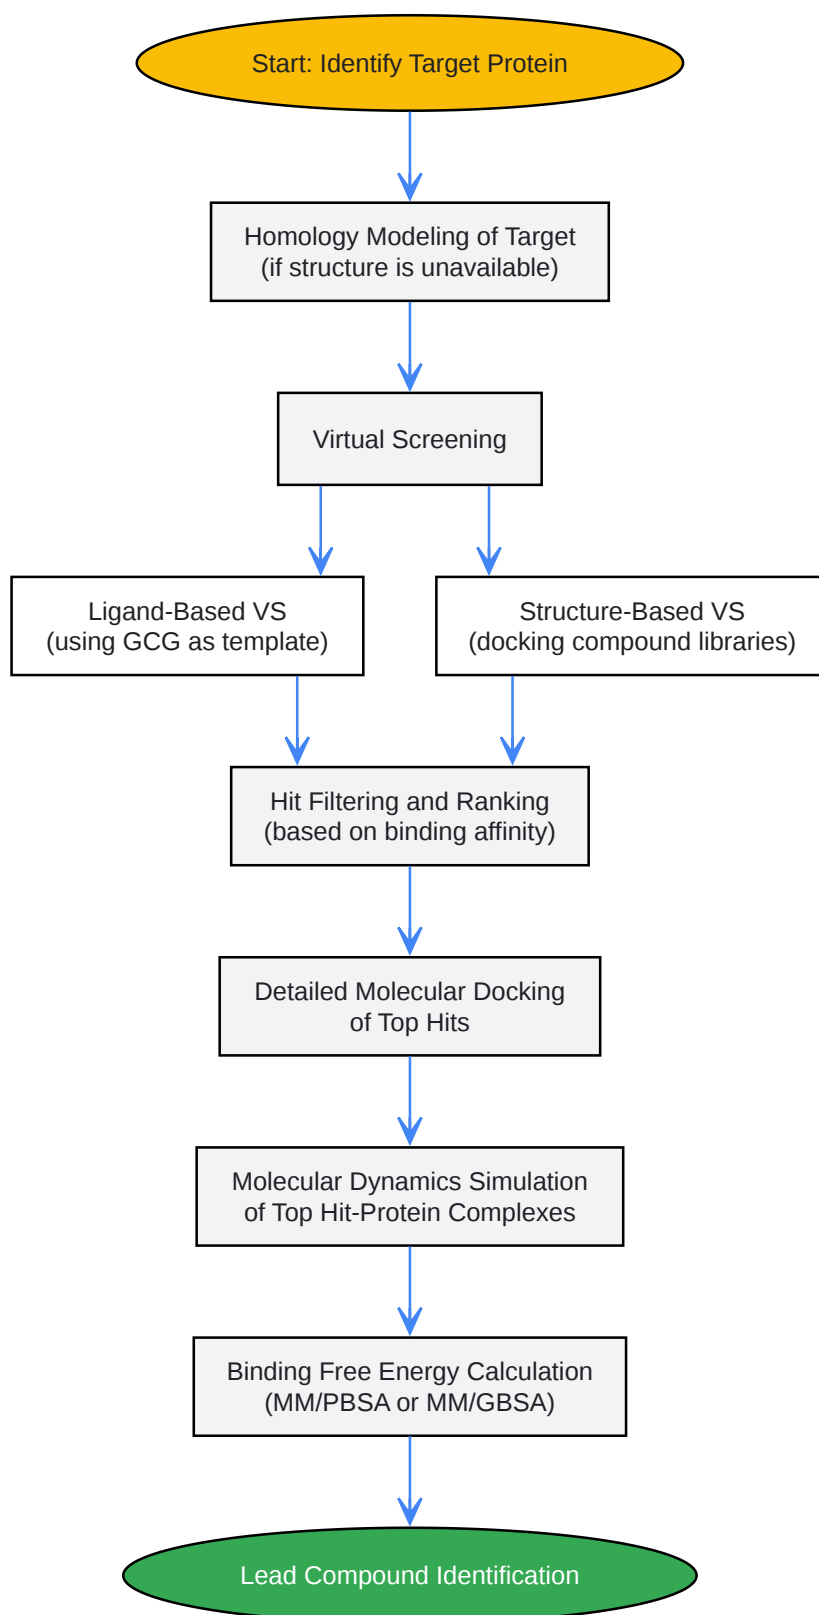 Start: Identify Target Protein
Homology Modeling of Target
(if structure is unavailable)
Virtual Screening
Ligand-Based VS
(using GCG as template)
Structure-Based VS
(docking compound libraries)
Hit Filtering and Ranking
(based on binding affinity)
Detailed Molecular Docking
of Top Hits
Molecular Dynamics Simulation
of Top Hit-Protein Complexes
Binding Free Energy Calculation
(MM/PBSA or MM/GBSA)
Lead Compound Identification